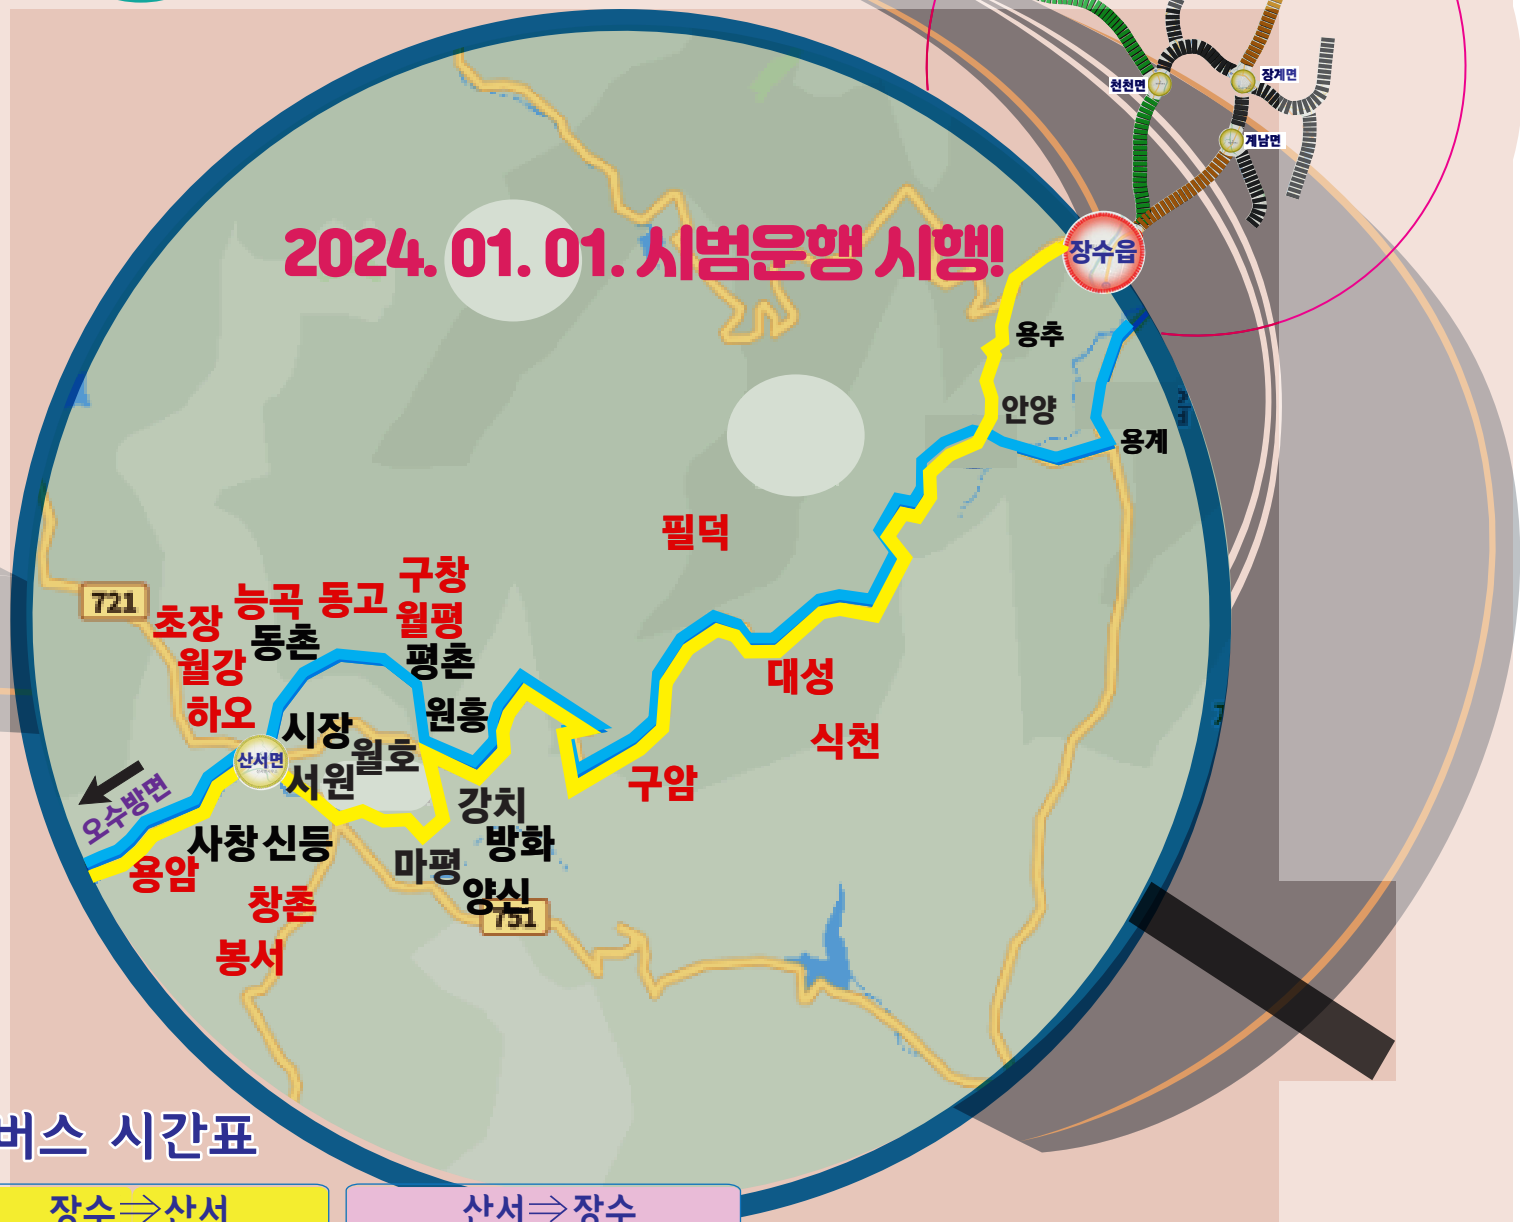 천천면
장계면
계남면
2024. 01. 01. 시범운행 시행!
장수읍
용추
안양
용계
필덕
구창
능곡 동고
월평
721
초장
동촌
평촌
월강
대성
하오
원흥
시장
식천
월호
산서면
서원
구암
오수방면
강치
사창 신등
방화
마평
용암
양신
창촌
751
봉서
버스 시간표
장수⇒산서
산서⇒장수